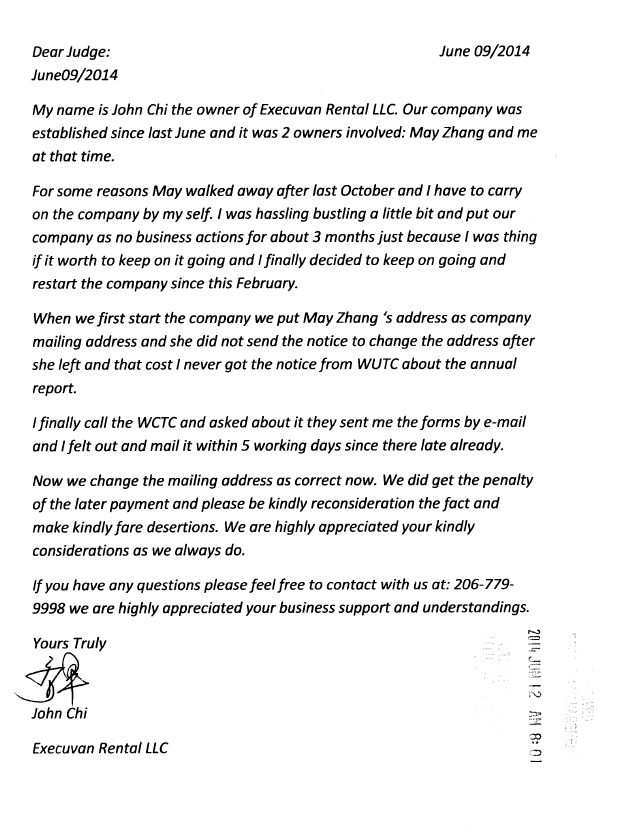 Dear Judge: June 09/2014
June09/2014
My name is John Chi the owner of Execuvan Rental LLC. Our company was
established since last June and it was 2 owners involved: May Zhang and me
at that time.
For some reasons May walked away after last October and I have to carry
on the company by my self. I was hassling bustling a little bit and put our
company as no business actions for about 3 months just because I was thing
if it worth to keep on it going and I finally decided to keep on going and
restart the company since this February.
When we first start the company we put May Zhang 's address as company
mailing address and she did not send the notice to change the address after
she left and that cost I never got the notice from WUTC about the annual
report.
I finally call the WCTC and asked about it they sent me the forms by e-mail
and I felt out and mail it within 5 working days since there late already.
Now we change the mailing address as correct now. We did get the penalty
of the later payment and please be kindly reconsideration the fact and
make kindly fare desertions. We are highly appreciated your kindly
considerations as we always do.
If you have any questions please feel free to contact with us at: 206-779-
9998 we are highly appreciated your business support and understandings.
Yours Truly
John Chi
Execuvan Rental LLC
2014 JUN 12 AM 8:01